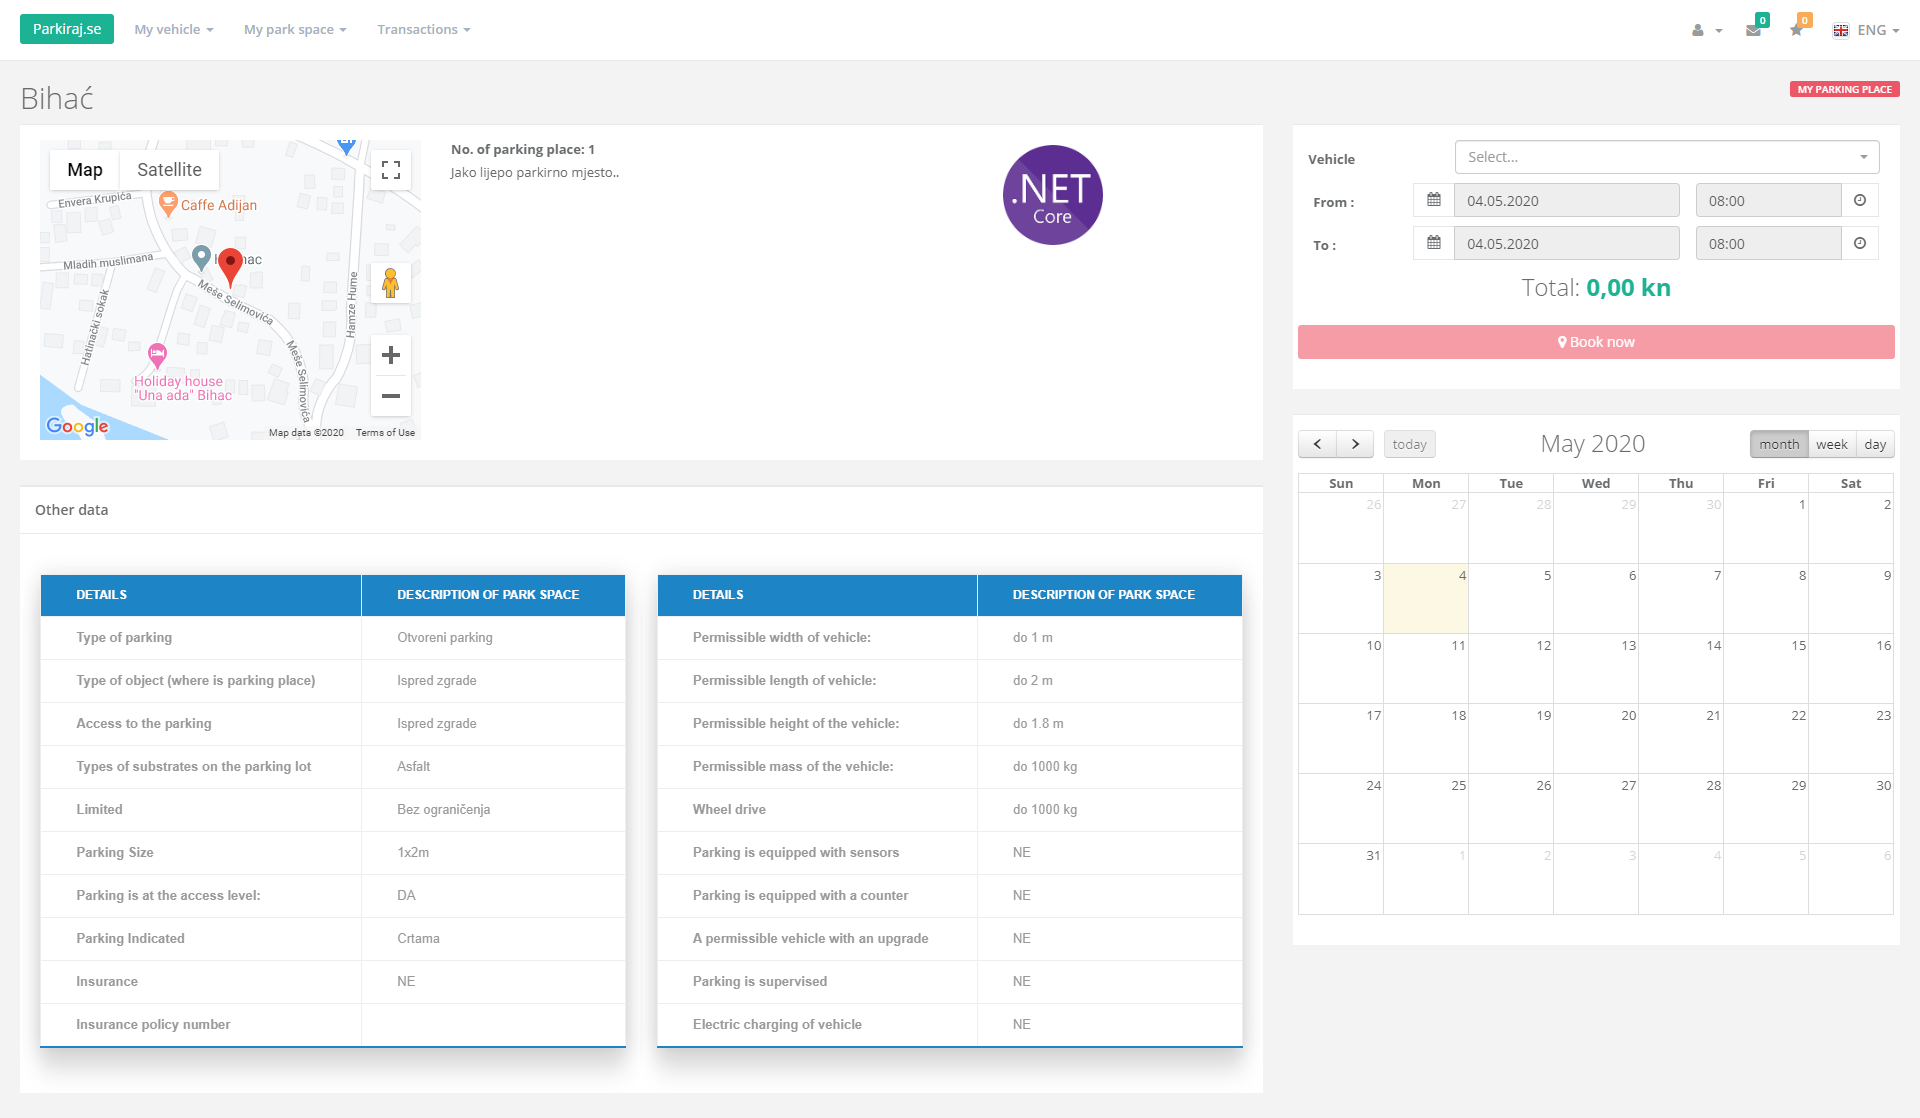 Parkiraj.se
My vehicle
My park space
Transactions
0
0
ENG
Bihać
MY PARKING PLACE
Map
Satellite
Envera Krupića
Caffe Adijan
Mladih muslimana
Meše Selimovića
Hatinački sokak
Hamze Hume
Meše Selimovića
Holiday house
"Una ada" Bihac
Google
Map data ©2020
Terms of Use
No. of parking place: 1
Jako lijepo parkirno mjesto..
.NET
Core
Vehicle
Select...
From :
04.05.2020
08:00
To :
04.05.2020
08:00
Total: 0,00 kn
Book now
today
May 2020
month week day
Sun Mon Tue Wed Thu Fri Sat
26 27 28 29 30 1 2
3 4 5 6 7 8 9
10 11 12 13 14 15 16
17 18 19 20 21 22 23
24 25 26 27 28 29 30
31 1 2 3 4 5 6
Other data
DETAILS DESCRIPTION OF PARK SPACE
Type of parking Otvoreni parking
Type of object (where is parking place) Ispred zgrade
Access to the parking Ispred zgrade
Types of substrates on the parking lot Asfalt
Limited Bez ograničenja
Parking Size 1x2m
Parking is at the access level: DA
Parking Indicated Crtama
Insurance NE
Insurance policy number
DETAILS DESCRIPTION OF PARK SPACE
Permissible width of vehicle: do 1 m
Permissible length of vehicle: do 2 m
Permissible height of the vehicle: do 1.8 m
Permissible mass of the vehicle: do 1000 kg
Wheel drive do 1000 kg
Parking is equipped with sensors NE
Parking is equipped with a counter NE
A permissible vehicle with an upgrade NE
Parking is supervised NE
Electric charging of vehicle NE